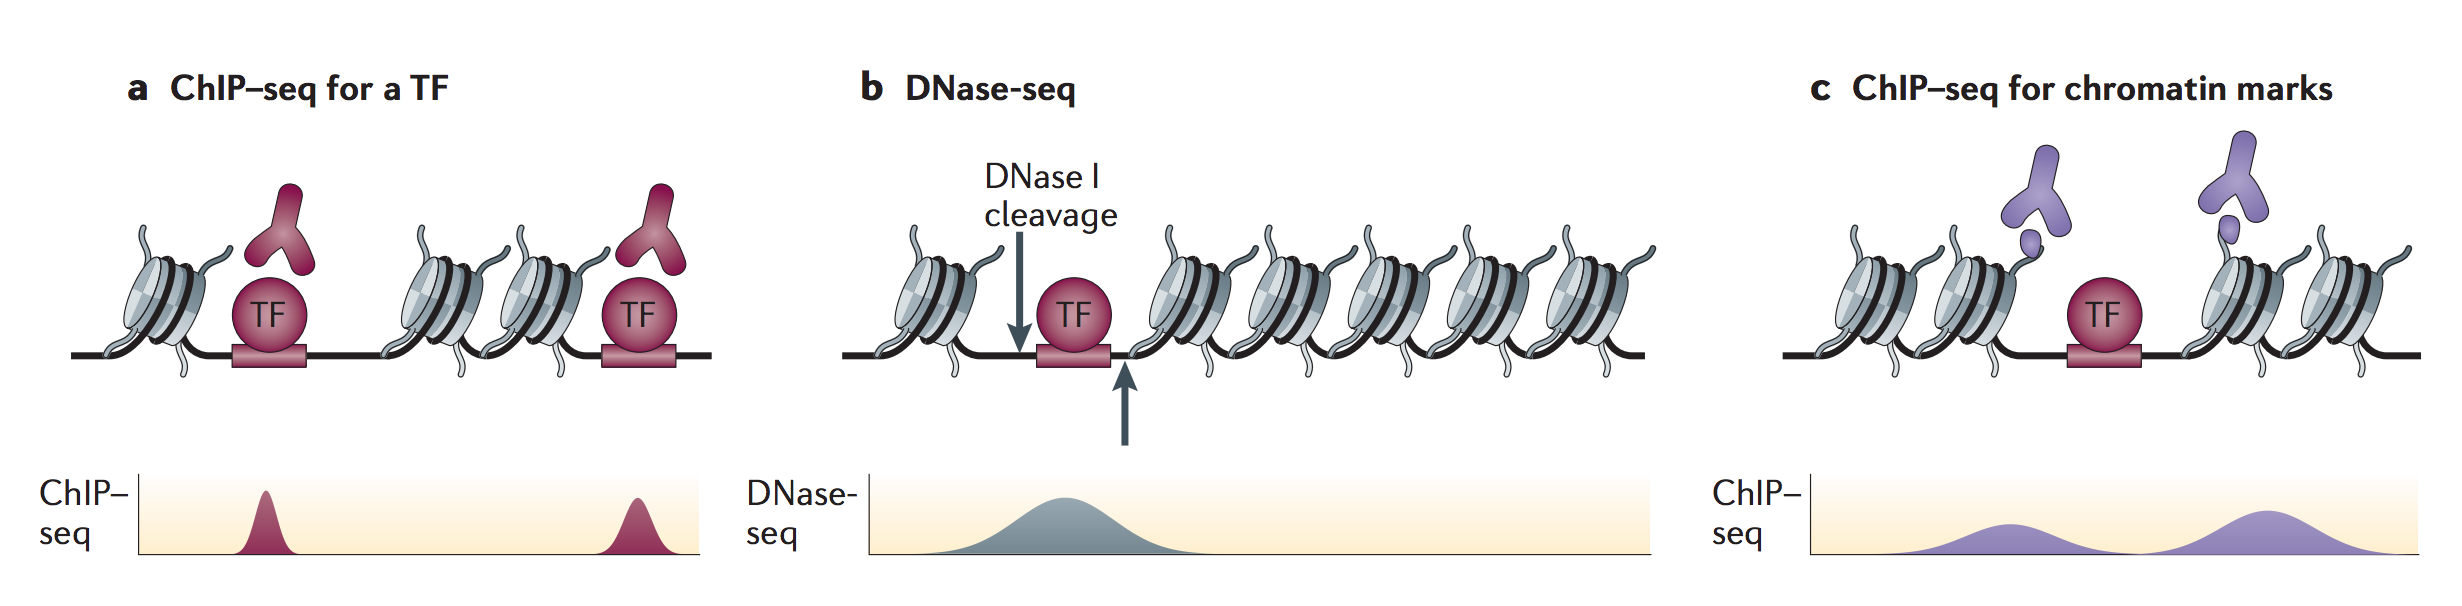 a ChIP–seq for a TF
TF
TF
ChIP–
seq
b DNase-seq
DNase I
cleavage
TF
DNase-
seq
c ChIP–seq for chromatin marks
TF
ChIP–
seq